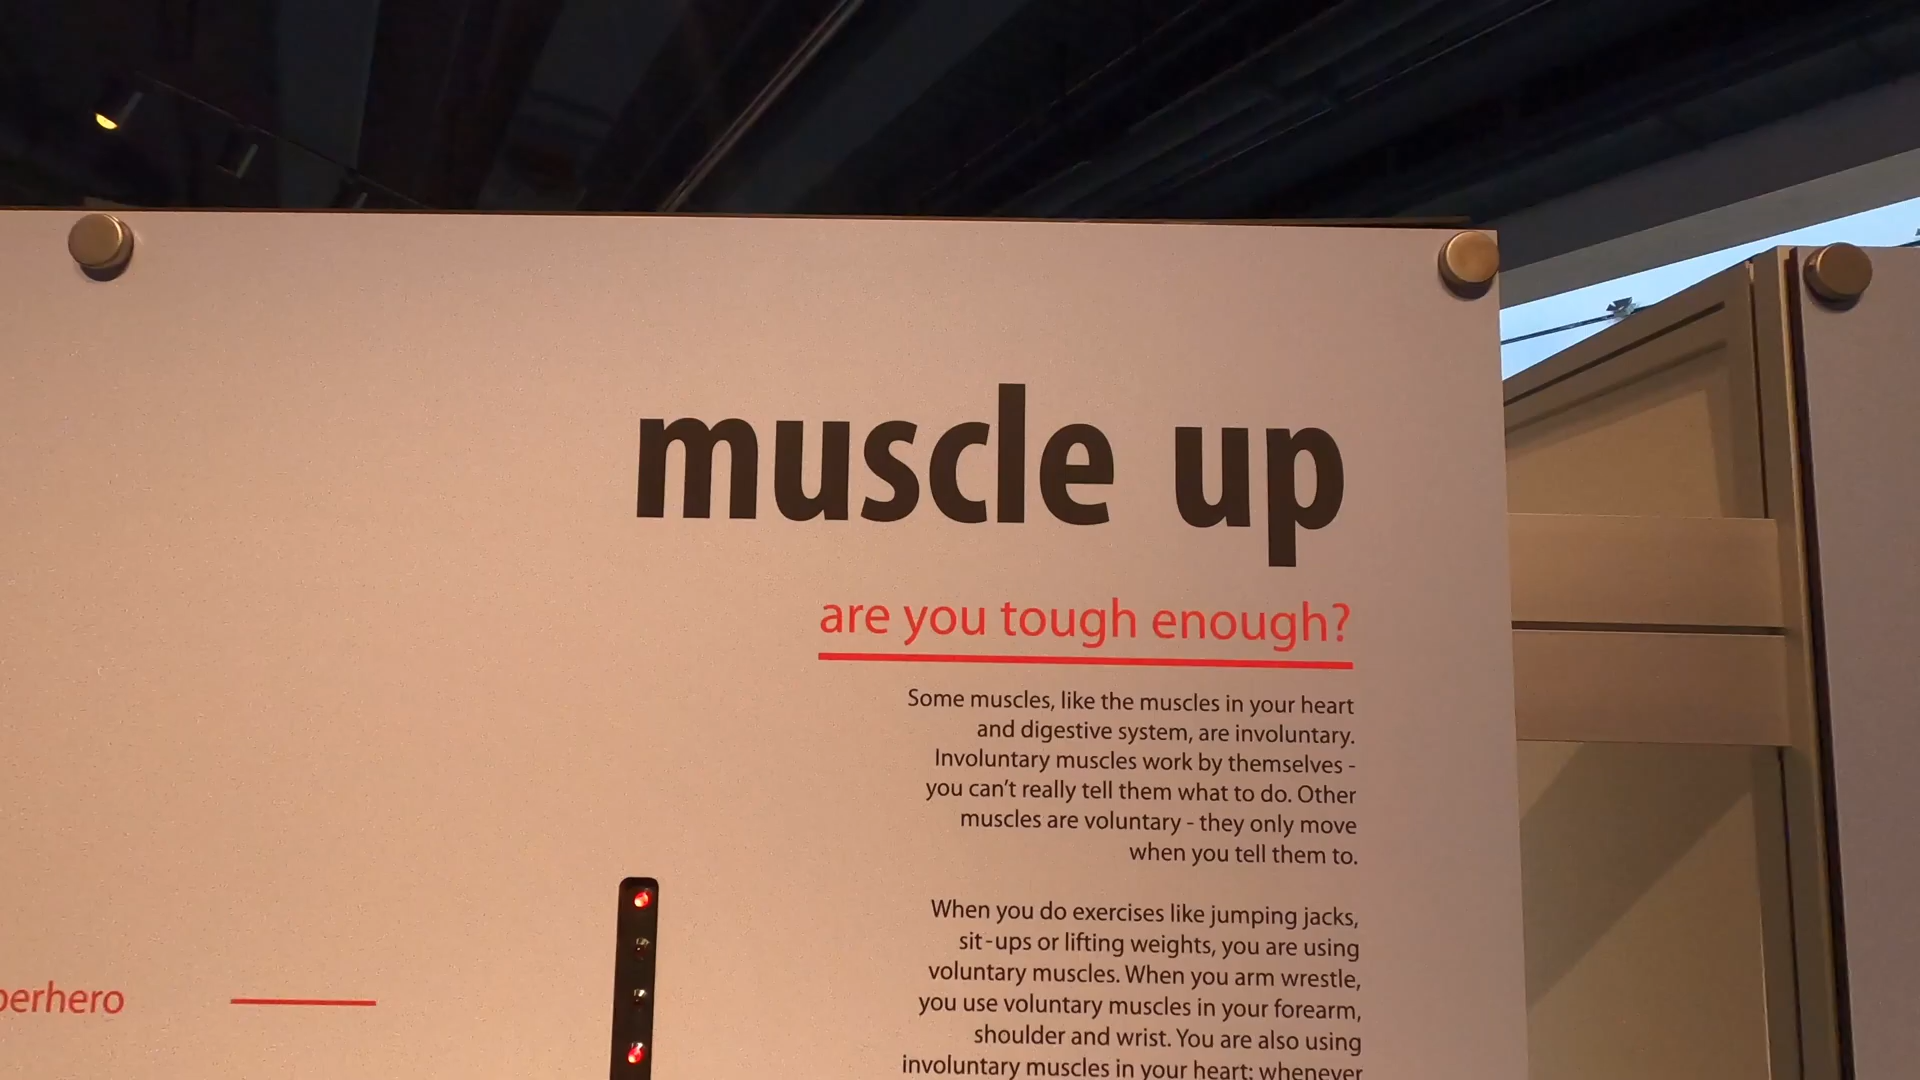 muscle up
are you tough enough?
Some muscles, like the muscles in your heart
and digestive system, are involuntary.
Involuntary muscles work by themselves -
you can't really tell them what to do. Other
muscles are voluntary - they only move
when you tell them to.
When you do exercises like jumping jacks,
sit-ups or lifting weights, you are using
voluntary muscles. When you arm wrestle,
you use voluntary muscles in your forearm,
shoulder and wrist. You are also using
involuntary muscles in your heart; whenever